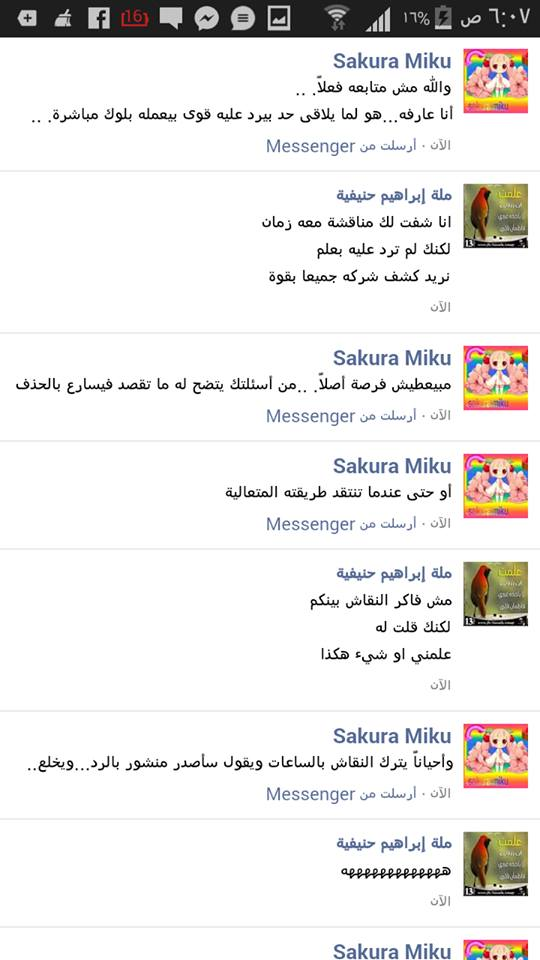 ١٦% ٦:٠٧ ص
16
Sakura Miku
والله مش متابعه فعلاً. ..
أنا عارفه...هو لما يلاقى حد بيرد عليه قوى بيعمله بلوك مباشرة. ..
الآن · أرسلت من Messenger
ملة إبراهيم حنيفية
انا شفت لك مناقشة معه زمان
لكنك لم ترد عليه بعلم
نريد كشف شركه جميعا بقوة
الآن
Sakura Miku
مبيعطيش فرصة أصلاً. ..من أسئلتك يتضح له ما تقصد فيسارع بالحذف
الآن · أرسلت من Messenger
Sakura Miku
أو حتى عندما تنتقد طريقته المتعالية
الآن · أرسلت من Messenger
ملة إبراهيم حنيفية
مش فاكر النقاش بينكم
لكنك قلت له
علمني او شيء هكذا
الآن
Sakura Miku
وأحياناً يترك النقاش بالساعات ويقول سأصدر منشور بالرد...ويخلع..
الآن · أرسلت من Messenger
ملة إبراهيم حنيفية
ههههههههههههههه
الآن
Sakura Miku